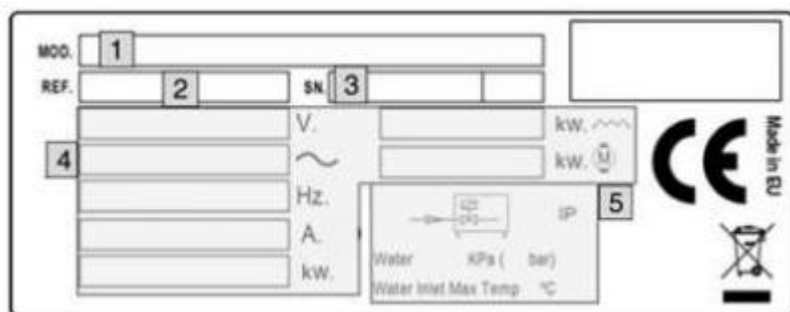 MOD. 1
REF. 2 SN. 3
V. kw.
4 kw. M
Hz.
A.
kw.
5
IP
Water KPa ( bar)
Water Inlet Max Temp ºC
CE
Made in EU